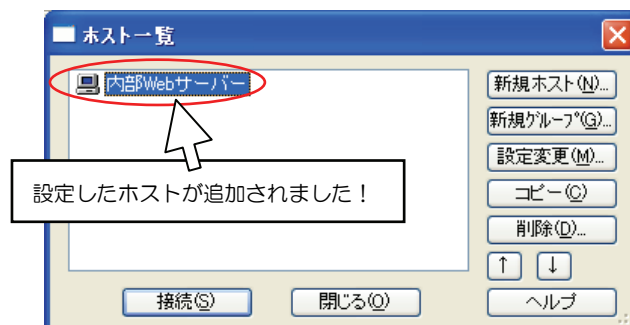 ホスト一覧
内部Webサーバー
設定したホストが追加されました！
新規ホスト(N)...
新規グループ(G)...
設定変更(M)...
コピー(C)
削除(D)...
↑ ↓
接続(S) 閉じる(O) ヘルプ